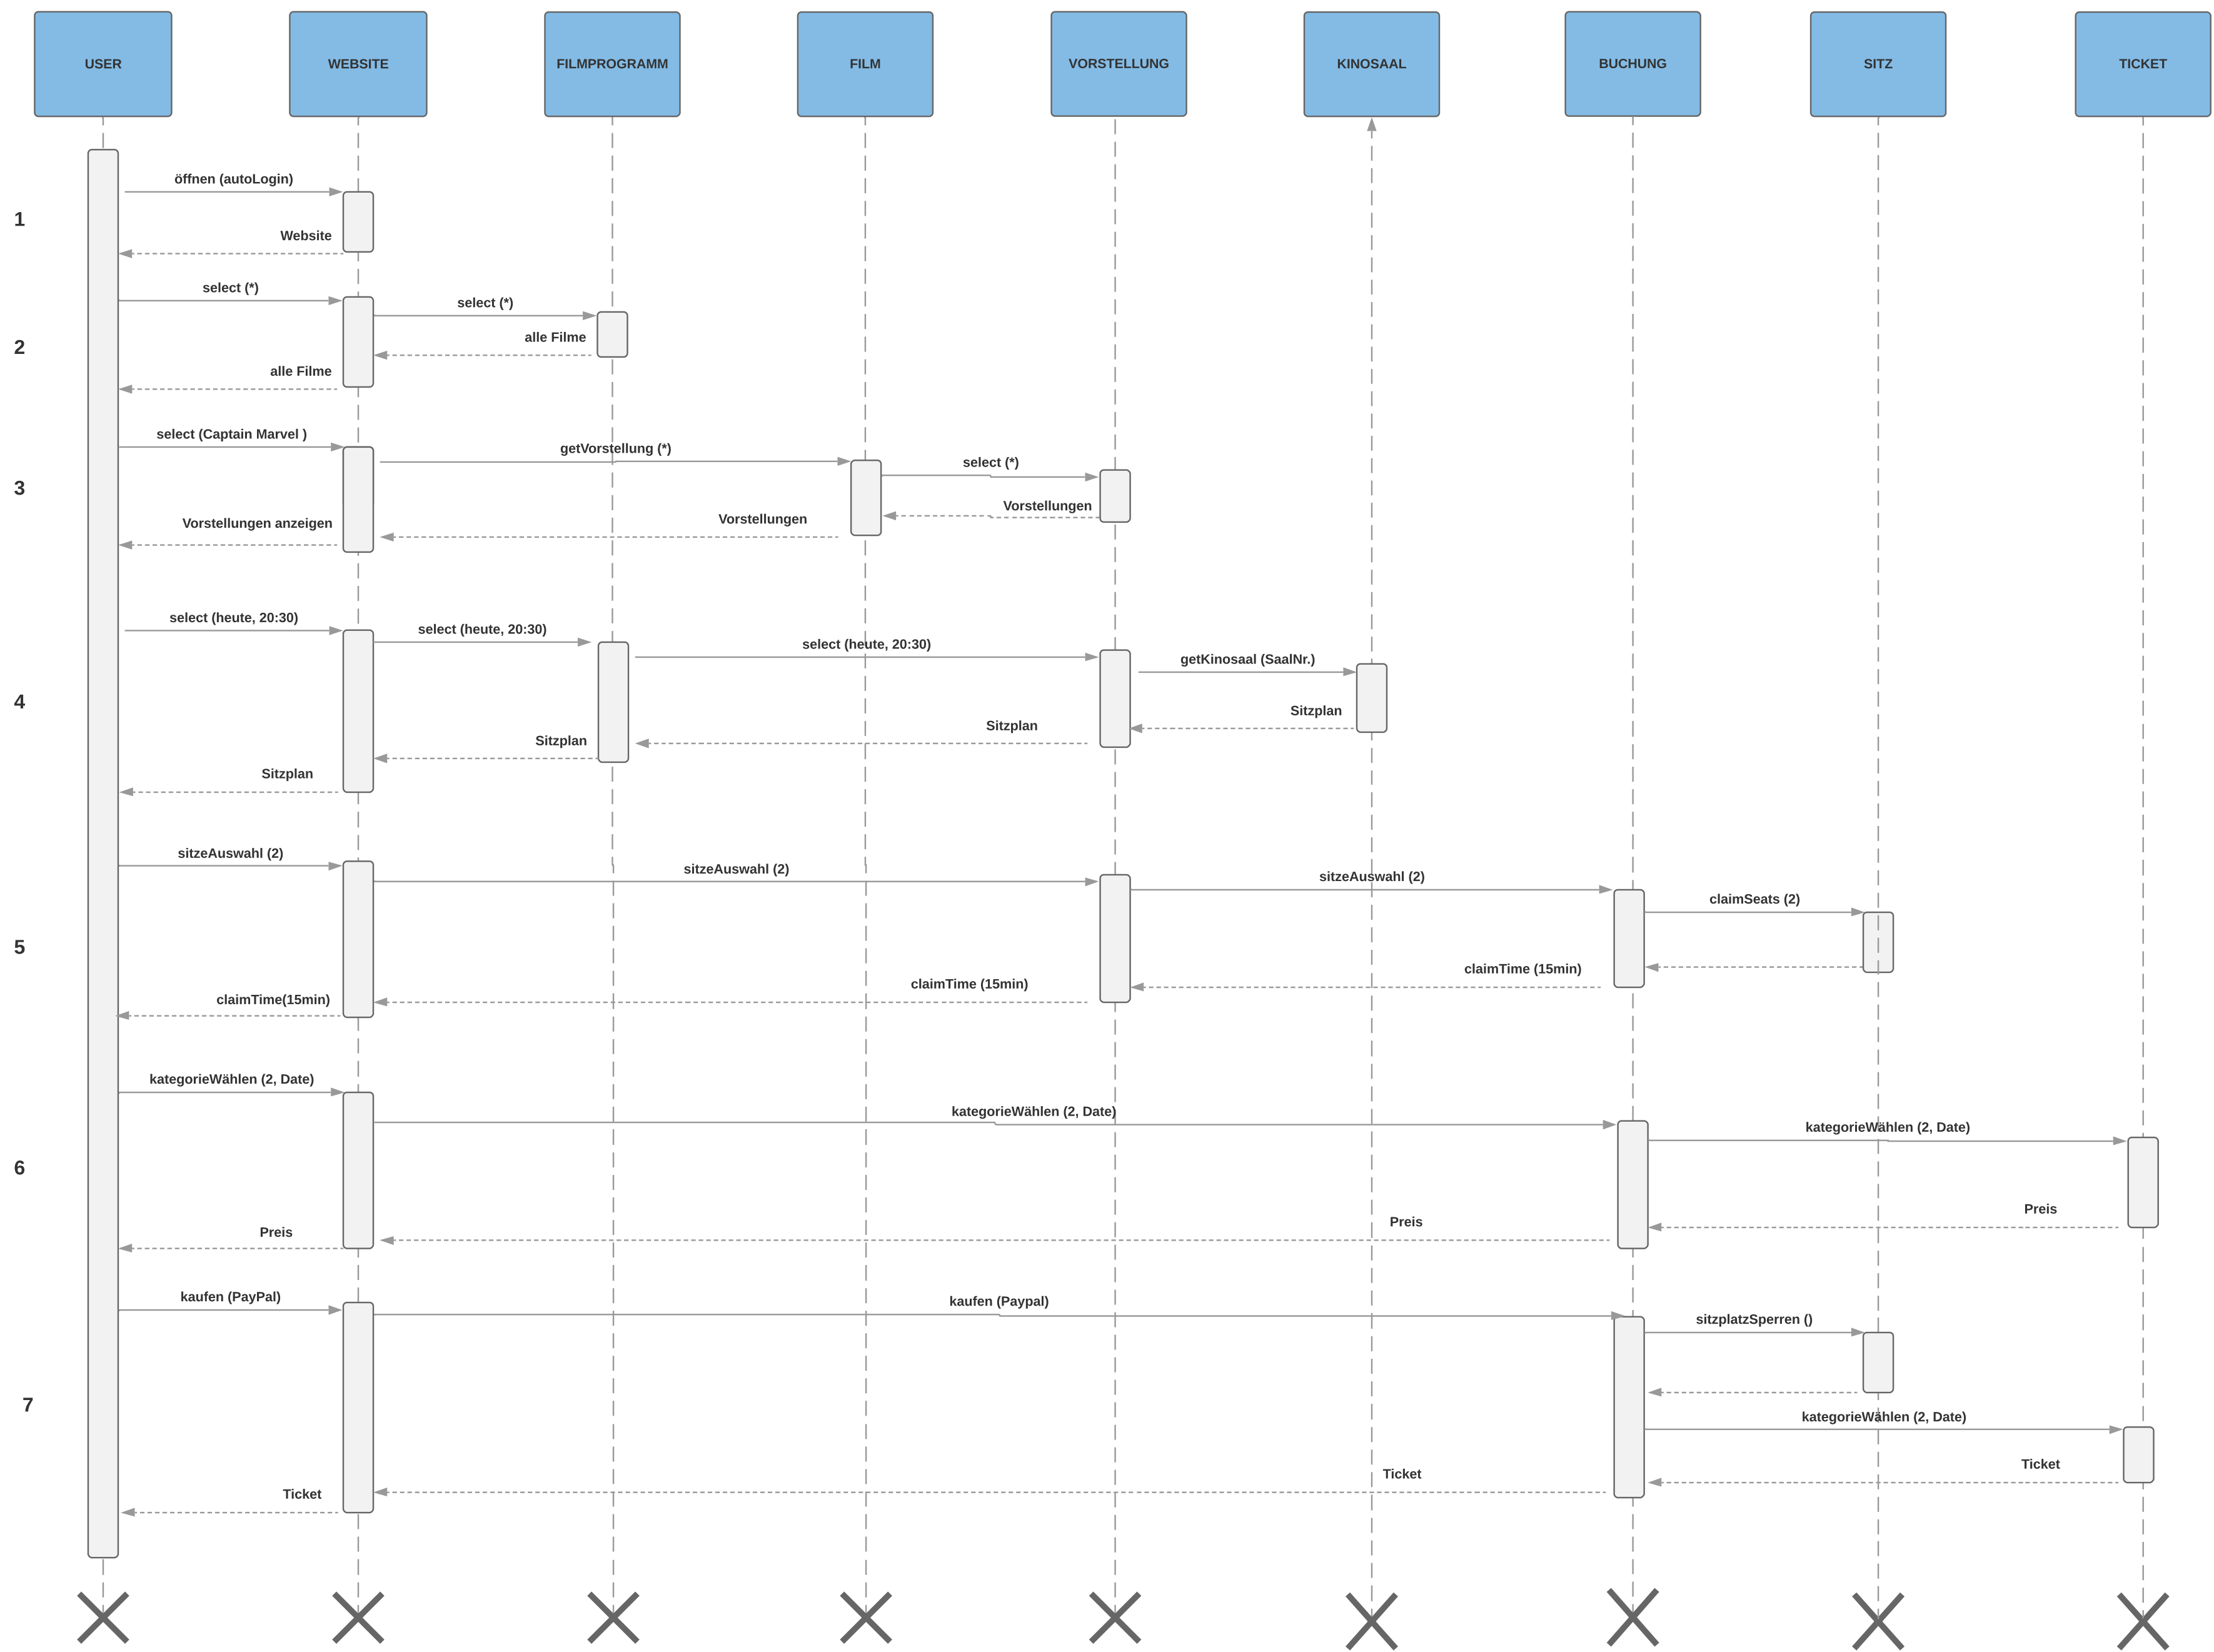 USER
WEBSITE
FILMPROGRAMM
FILM
VORSTELLUNG
KINOSAAL
BUCHUNG
SITZ
TICKET
1
öffnen (autoLogin)
Website
2
select (*)
select (*)
alle Filme
alle Filme
3
select (Captain Marvel )
getVorstellung (*)
select (*)
Vorstellungen
Vorstellungen
Vorstellungen anzeigen
4
select (heute, 20:30)
select (heute, 20:30)
select (heute, 20:30)
getKinosaal (SaalNr.)
Sitzplan
Sitzplan
Sitzplan
Sitzplan
5
sitzeAuswahl (2)
sitzeAuswahl (2)
sitzeAuswahl (2)
claimSeats (2)
claimTime (15min)
claimTime (15min)
claimTime(15min)
6
kategorieWählen (2, Date)
kategorieWählen (2, Date)
kategorieWählen (2, Date)
Preis
Preis
Preis
7
kaufen (PayPal)
kaufen (Paypal)
sitzplatzSperren ()
kategorieWählen (2, Date)
Ticket
Ticket
Ticket